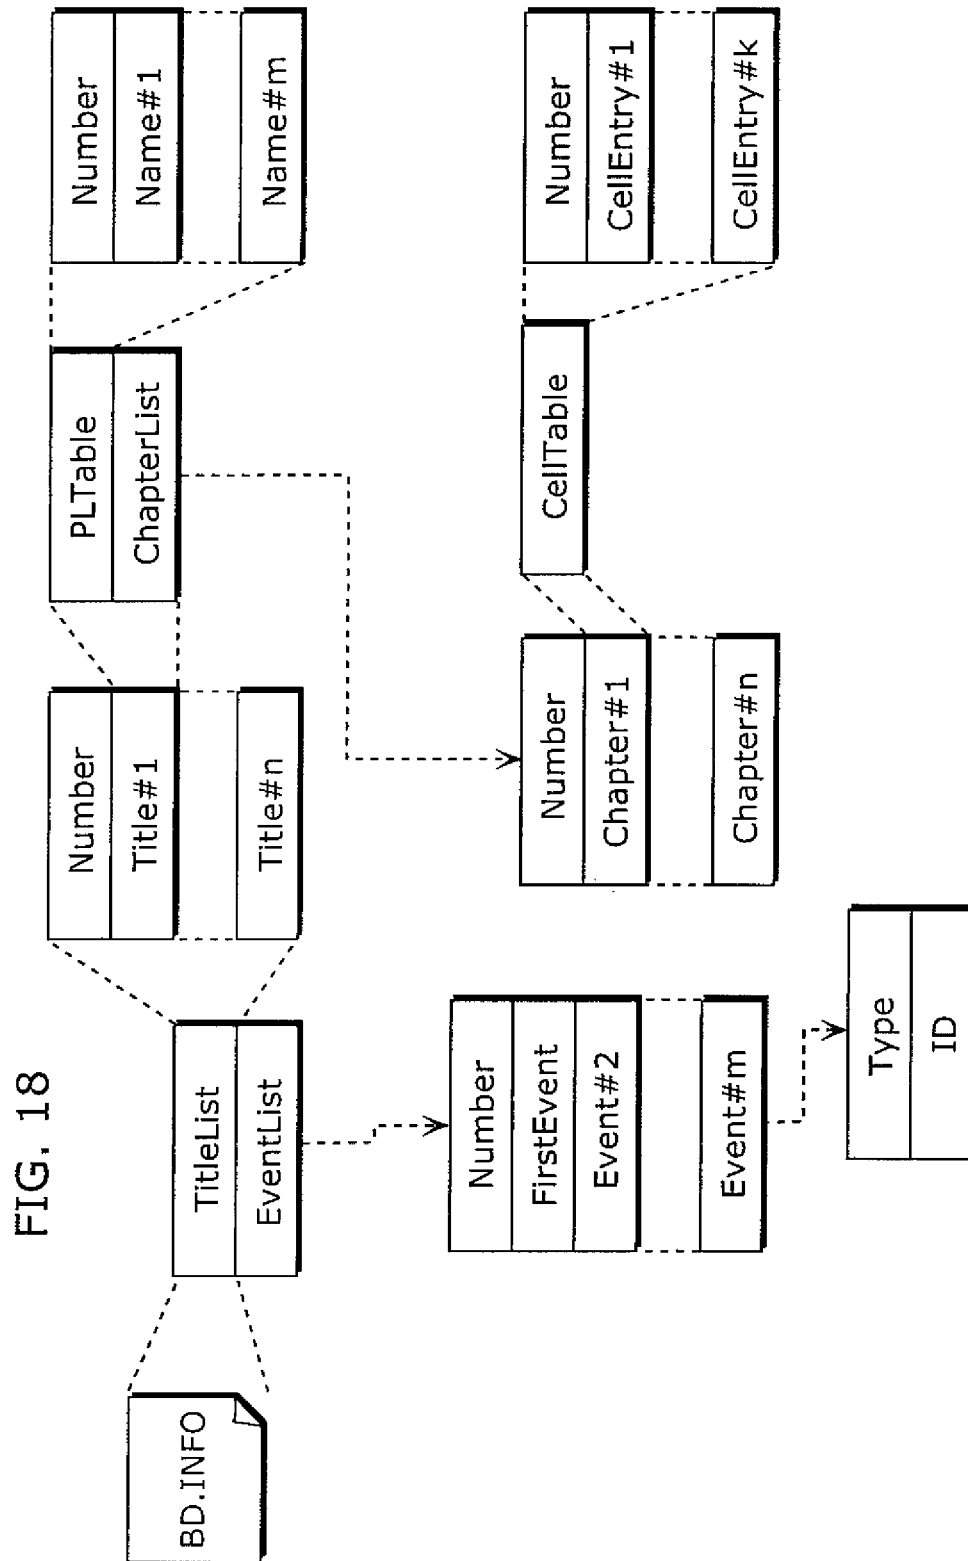 FIG. 18
BD.INFO
TitleList
EventList
Number
Title#1
Title#n
PLTable
ChapterList
Number
Name#1
Name#m
Number
FirstEvent
Event#2
Event#m
Type
ID
Number
Chapter#1
Chapter#n
CellTable
Number
CellEntry#1
CellEntry#k